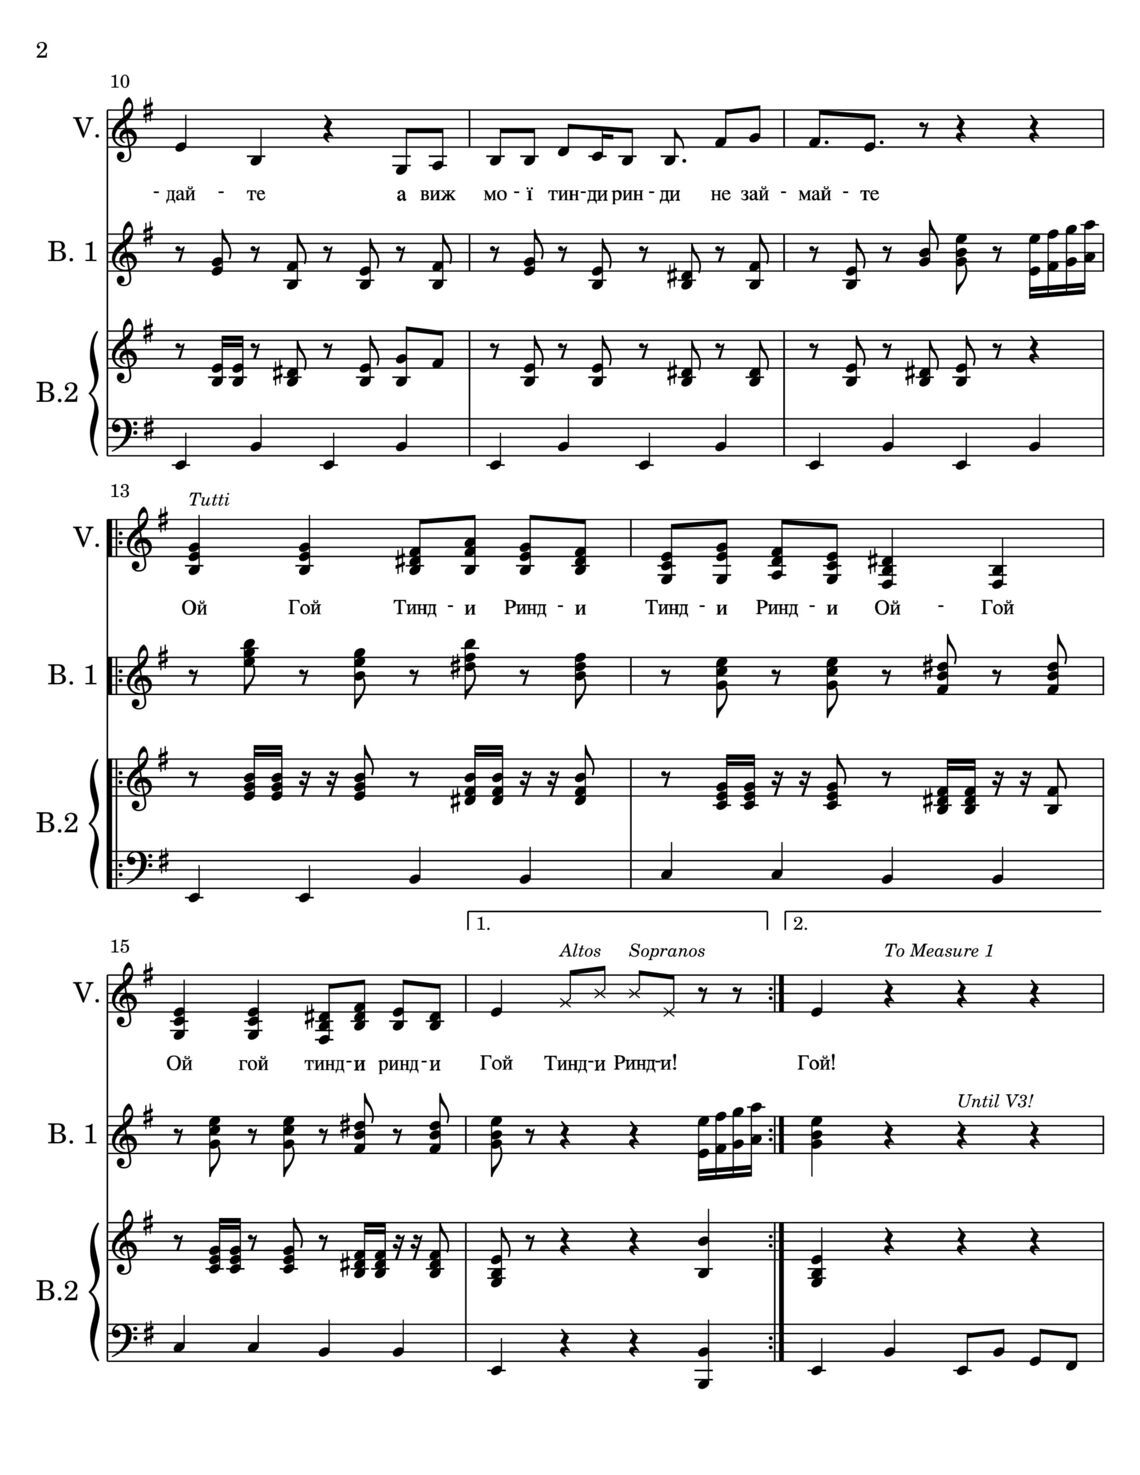 2
10
V.
- дай - те а виж мо - ї тин-ди рин - ди не зай - май - те
B. 1
B.2
13
Tutti
V.
Ой Гой Тинд - и Ринд - и Тинд - и Ринд - и Ой - Гой
B. 1
B.2
1. 2.
15 Altos Sopranos To Measure 1
V.
Ой гой тинд-и ринд-и Гой Тинд-и Ринд-и! Гой!
Until V3!
B. 1
B.2